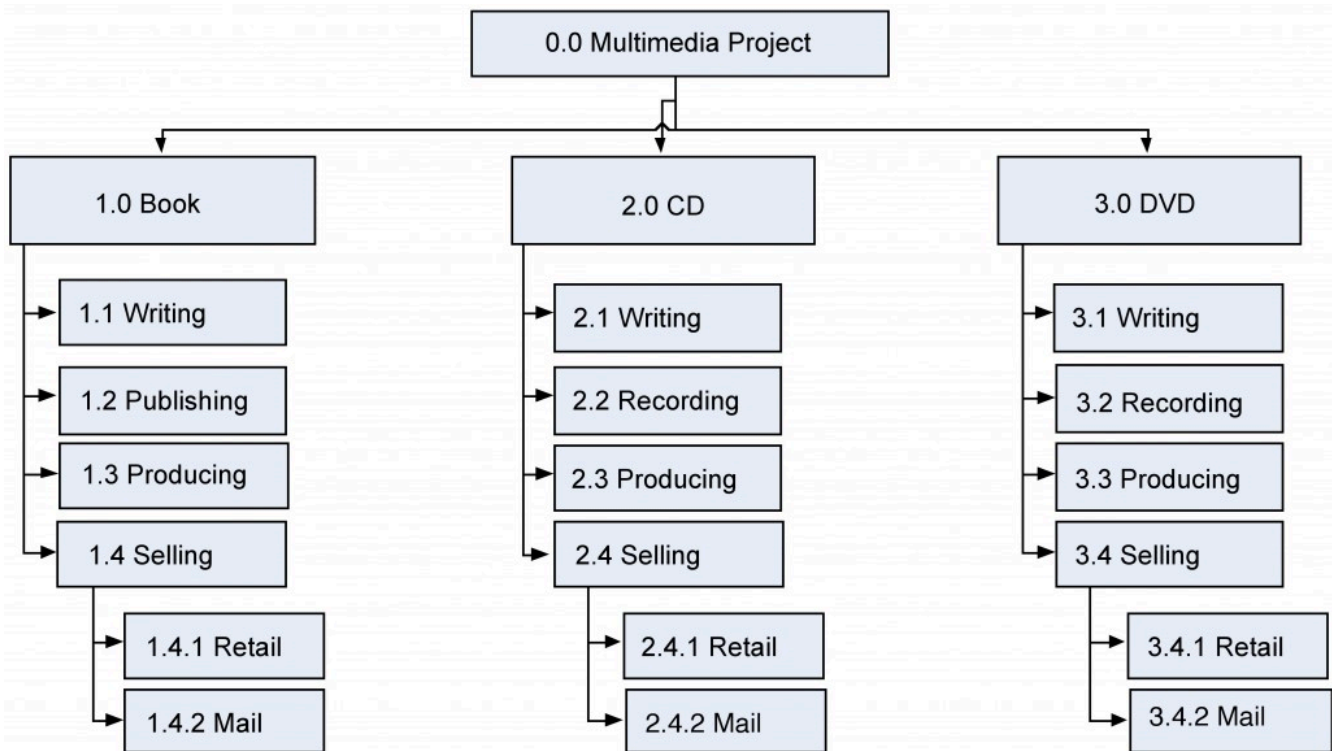 0.0 Multimedia Project
1.0 Book
1.1 Writing
1.2 Publishing
1.3 Producing
1.4 Selling
1.4.1 Retail
1.4.2 Mail
2.0 CD
2.1 Writing
2.2 Recording
2.3 Producing
2.4 Selling
2.4.1 Retail
2.4.2 Mail
3.0 DVD
3.1 Writing
3.2 Recording
3.3 Producing
3.4 Selling
3.4.1 Retail
3.4.2 Mail